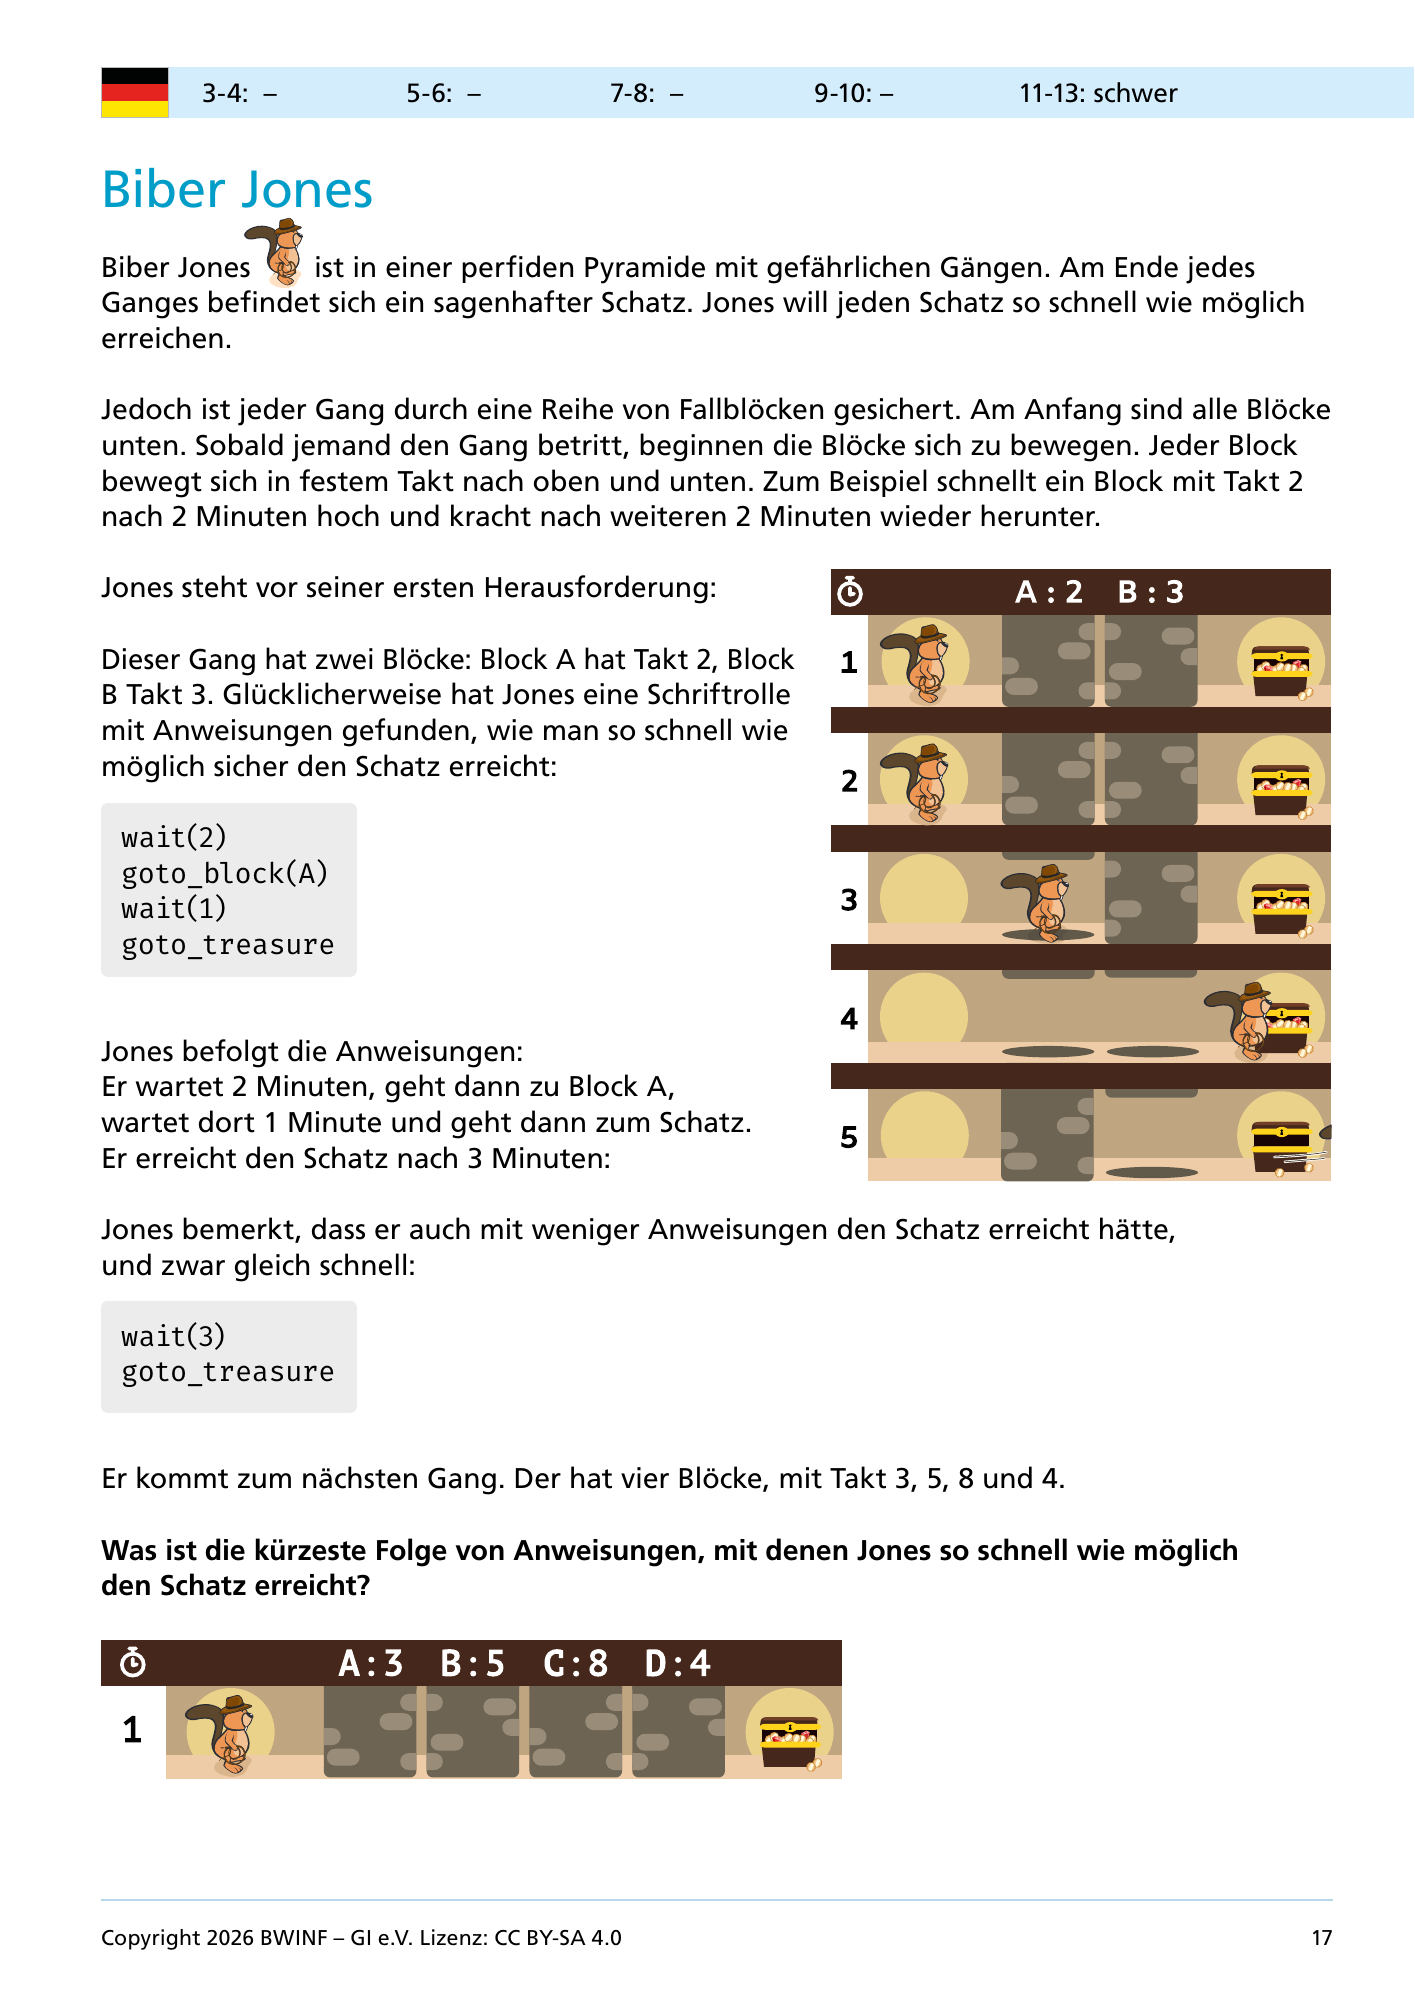 3-4: –  5-6: –  7-8: –  9-10: –  11-13: schwer
Biber Jones
Biber Jones ist in einer perfiden Pyramide mit gefährlichen Gängen. Am Ende jedes
Ganges befindet sich ein sagenhafter Schatz. Jones will jeden Schatz so schnell wie möglich
erreichen.
Jedoch ist jeder Gang durch eine Reihe von Fallblöcken gesichert. Am Anfang sind alle Blöcke
unten. Sobald jemand den Gang betritt, beginnen die Blöcke sich zu bewegen. Jeder Block
bewegt sich in festem Takt nach oben und unten. Zum Beispiel schnellt ein Block mit Takt 2
nach 2 Minuten hoch und kracht nach weiteren 2 Minuten wieder herunter.
Jones steht vor seiner ersten Herausforderung:
Dieser Gang hat zwei Blöcke: Block A hat Takt 2, Block
B Takt 3. Glücklicherweise hat Jones eine Schriftrolle
mit Anweisungen gefunden, wie man so schnell wie
möglich sicher den Schatz erreicht:
wait(2)
goto_block(A)
wait(1)
goto_treasure
Jones befolgt die Anweisungen:
Er wartet 2 Minuten, geht dann zu Block A,
wartet dort 1 Minute und geht dann zum Schatz.
Er erreicht den Schatz nach 3 Minuten:
A : 2  B : 3
1
2
3
4
5
Jones bemerkt, dass er auch mit weniger Anweisungen den Schatz erreicht hätte,
und zwar gleich schnell:
wait(3)
goto_treasure
Er kommt zum nächsten Gang. Der hat vier Blöcke, mit Takt 3, 5, 8 und 4.
Was ist die kürzeste Folge von Anweisungen, mit denen Jones so schnell wie möglich
den Schatz erreicht?
A : 3  B : 5  C : 8  D : 4
1
Copyright 2026 BWINF – GI e.V. Lizenz: CC BY-SA 4.0  17